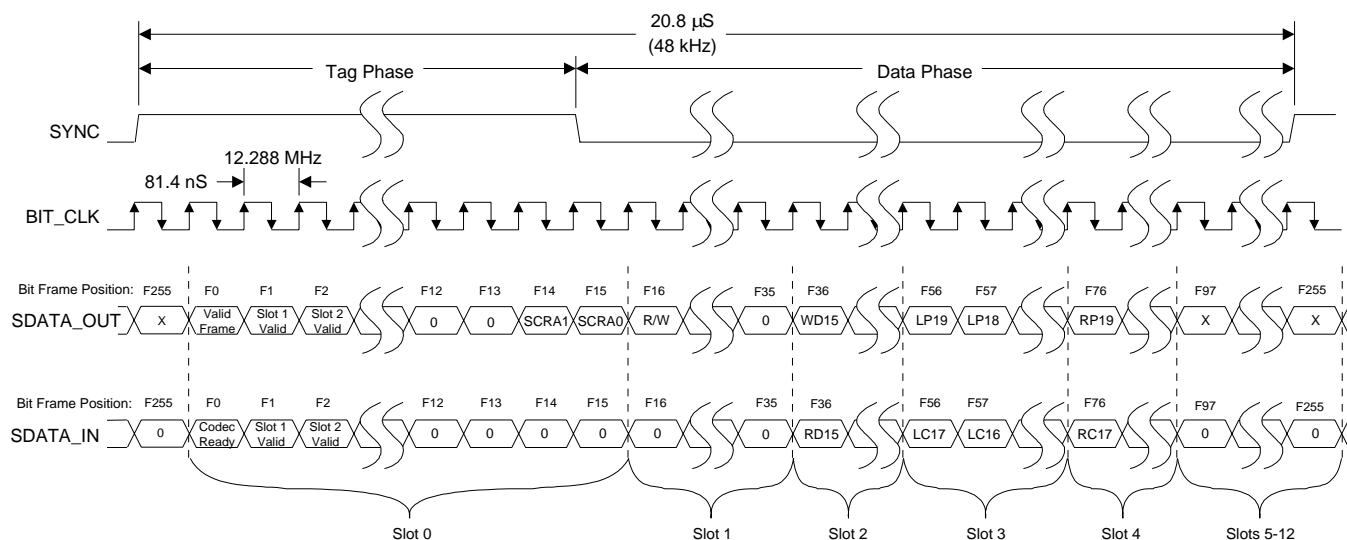 20.8 µS
(48 kHz)
Tag Phase
Data Phase
SYNC
12.288 MHz
81.4 nS
BIT_CLK
Bit Frame Position: F255 F0 F1 F2 F12 F13 F14 F15 F16 F35 F36 F56 F57 F76 F97 F255
SDATA_OUT X Valid Frame Slot 1 Valid Slot 2 Valid 0 0 SCRA1 SCRA0 R/W 0 WD15 LP19 LP18 RP19 X X
Bit Frame Position: F255 F0 F1 F2 F12 F13 F14 F15 F16 F35 F36 F56 F57 F76 F97 F255
SDATA_IN 0 Codec Ready Slot 1 Valid Slot 2 Valid 0 0 0 0 0 0 RD15 LC17 LC16 RC17 0 0
Slot 0 Slot 1 Slot 2 Slot 3 Slot 4 Slots 5-12